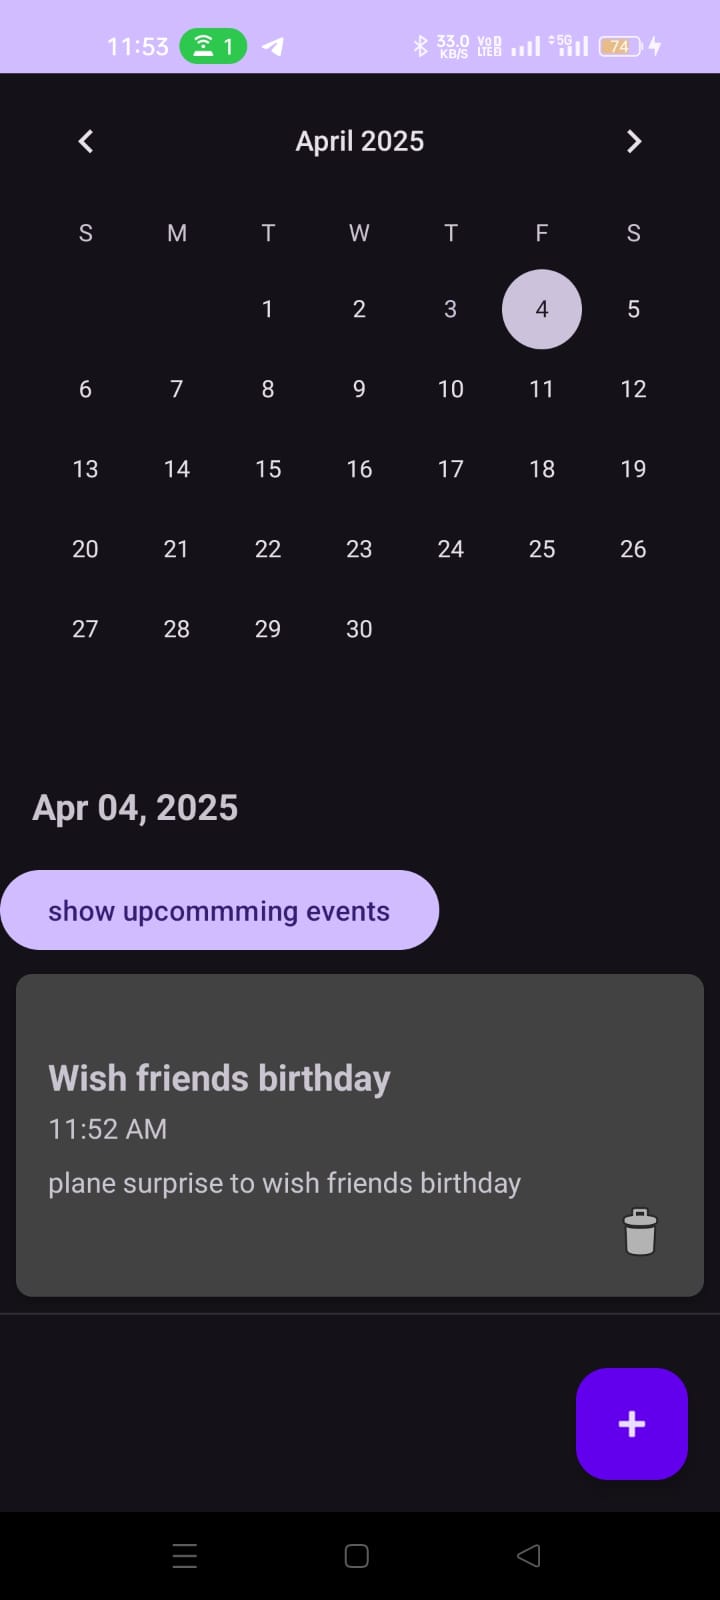 11:53 1 33.0 KB/S VoD LTE 5G 74
April 2025
S M T W T F S
1 2 3 4 5
6 7 8 9 10 11 12
13 14 15 16 17 18 19
20 21 22 23 24 25 26
27 28 29 30
Apr 04, 2025
show upcommming events
Wish friends birthday
11:52 AM
plane surprise to wish friends birthday